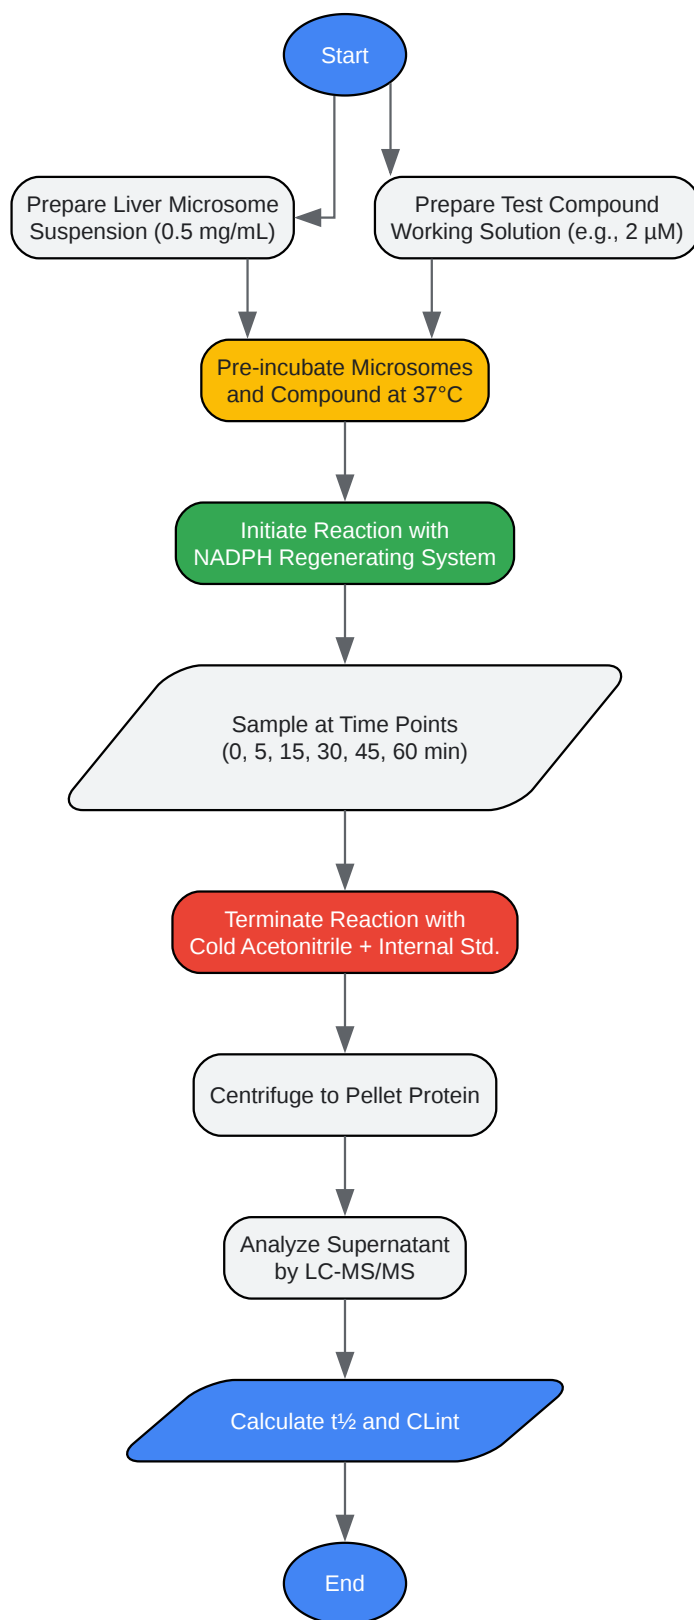 Start
Prepare Liver Microsome
Suspension (0.5 mg/mL)
Prepare Test Compound
Working Solution (e.g., 2 µM)
Pre-incubate Microsomes
and Compound at 37°C
Initiate Reaction with
NADPH Regenerating System
Sample at Time Points
(0, 5, 15, 30, 45, 60 min)
Terminate Reaction with
Cold Acetonitrile + Internal Std.
Centrifuge to Pellet Protein
Analyze Supernatant
by LC-MS/MS
Calculate t½ and CLint
End